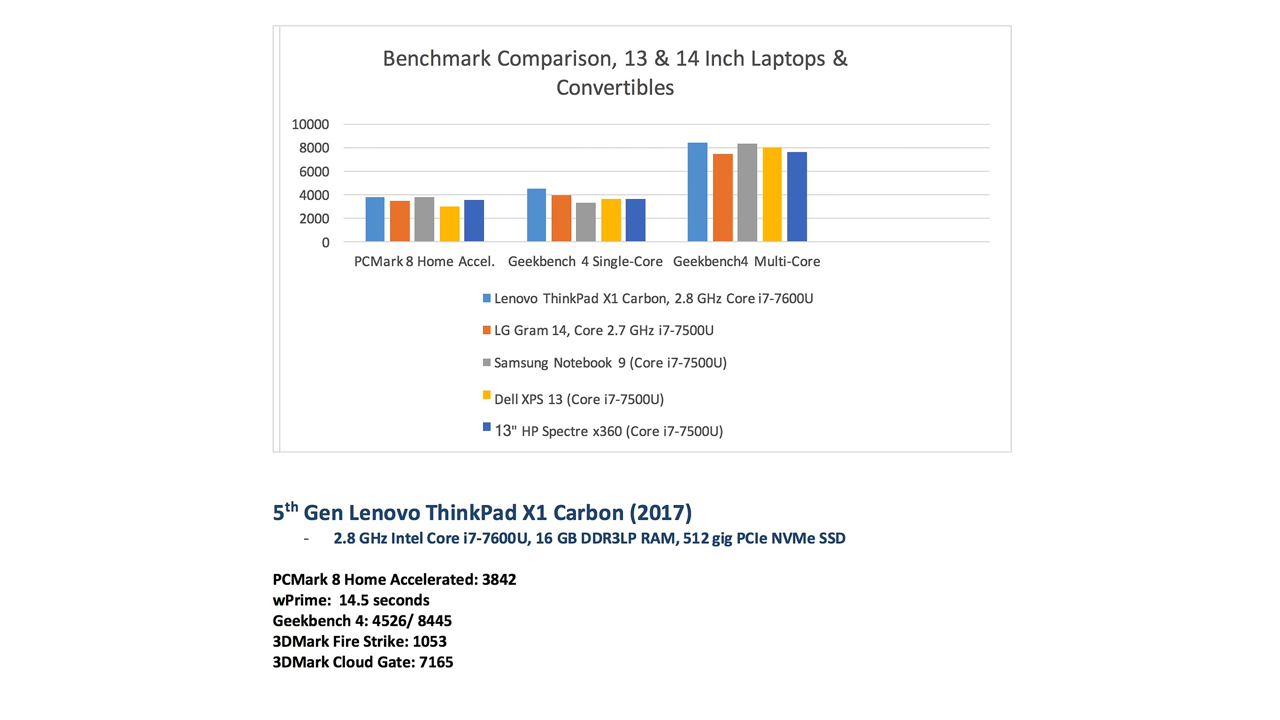 Benchmark Comparison, 13 & 14 Inch Laptops &
Convertibles
10000
8000
6000
4000
2000
0
PCMark 8 Home Accel.
Geekbench 4 Single-Core
Geekbench4 Multi-Core
Lenovo ThinkPad X1 Carbon, 2.8 GHz Core i7-7600U
LG Gram 14, Core 2.7 GHz i7-7500U
Samsung Notebook 9 (Core i7-7500U)
Dell XPS 13 (Core i7-7500U)
13" HP Spectre x360 (Core i7-7500U)
5th Gen Lenovo ThinkPad X1 Carbon (2017)
- 2.8 GHz Intel Core i7-7600U, 16 GB DDR3LP RAM, 512 gig PCIe NVMe SSD
PCMark 8 Home Accelerated: 3842
wPrime: 14.5 seconds
Geekbench 4: 4526/ 8445
3DMark Fire Strike: 1053
3DMark Cloud Gate: 7165